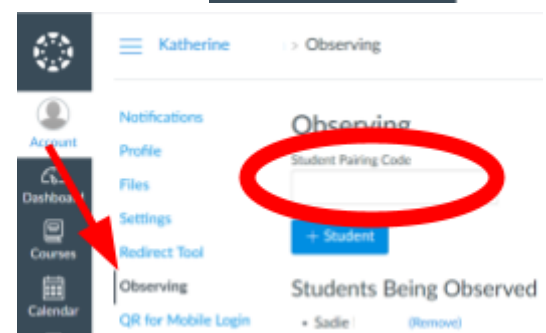 Katherine > Observing
Account
Dashboard
Courses
Calendar
Notifications
Profile
Files
Settings
Redirect Tool
Observing
QR for Mobile Login
Observing
Student Pairing Code
+ Student
Students Being Observed
• Sadie (Remove)